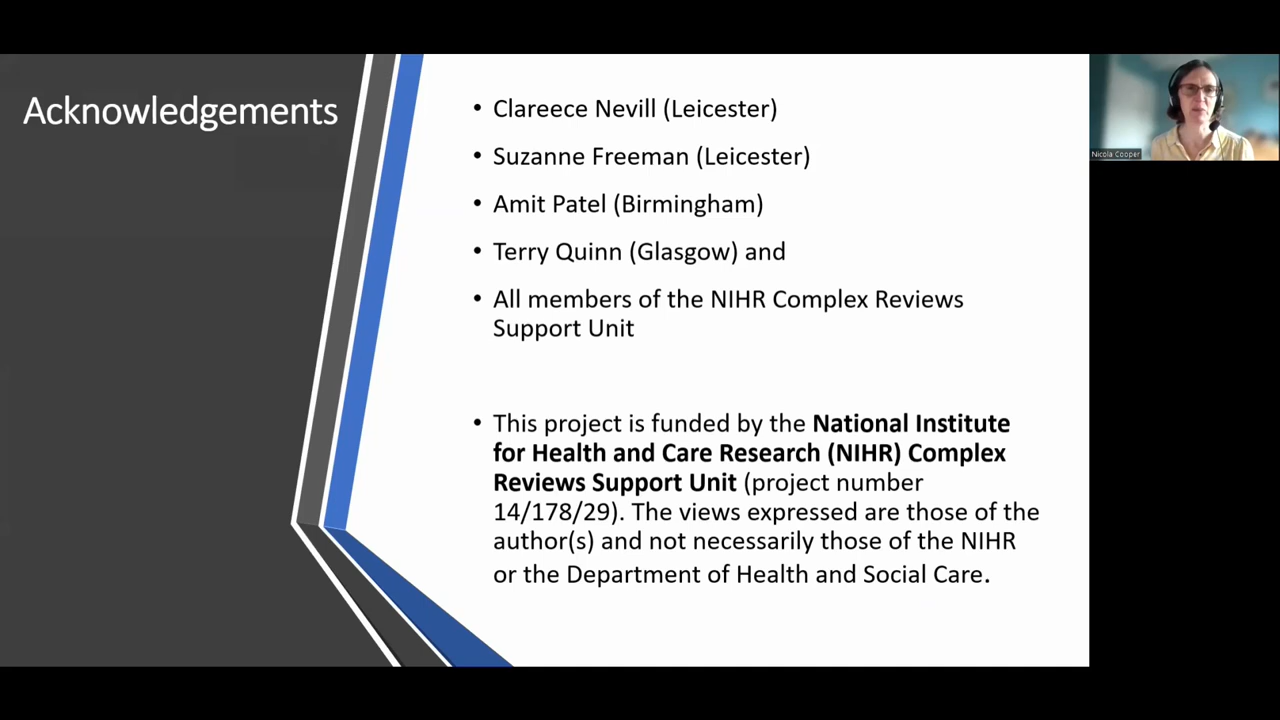 Acknowledgements
• Clareece Nevill (Leicester)
• Suzanne Freeman (Leicester)
• Amit Patel (Birmingham)
• Terry Quinn (Glasgow) and
• All members of the NIHR Complex Reviews
Support Unit
• This project is funded by the National Institute
for Health and Care Research (NIHR) Complex
Reviews Support Unit (project number
14/178/29). The views expressed are those of the
author(s) and not necessarily those of the NIHR
or the Department of Health and Social Care.
Nicola Cooper